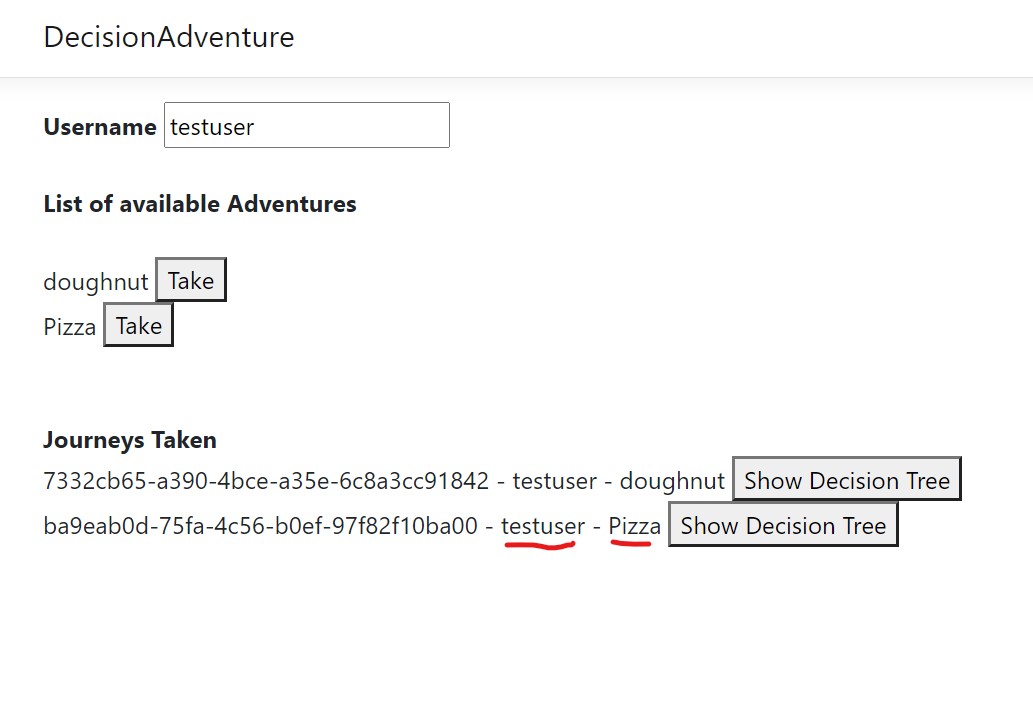 DecisionAdventure
Username testuser
List of available Adventures
doughnut Take
Pizza Take
Journeys Taken
7332cb65-a390-4bce-a35e-6c8a3cc91842 - testuser - doughnut Show Decision Tree
ba9eab0d-75fa-4c56-b0ef-97f82f10ba00 - testuser - Pizza Show Decision Tree